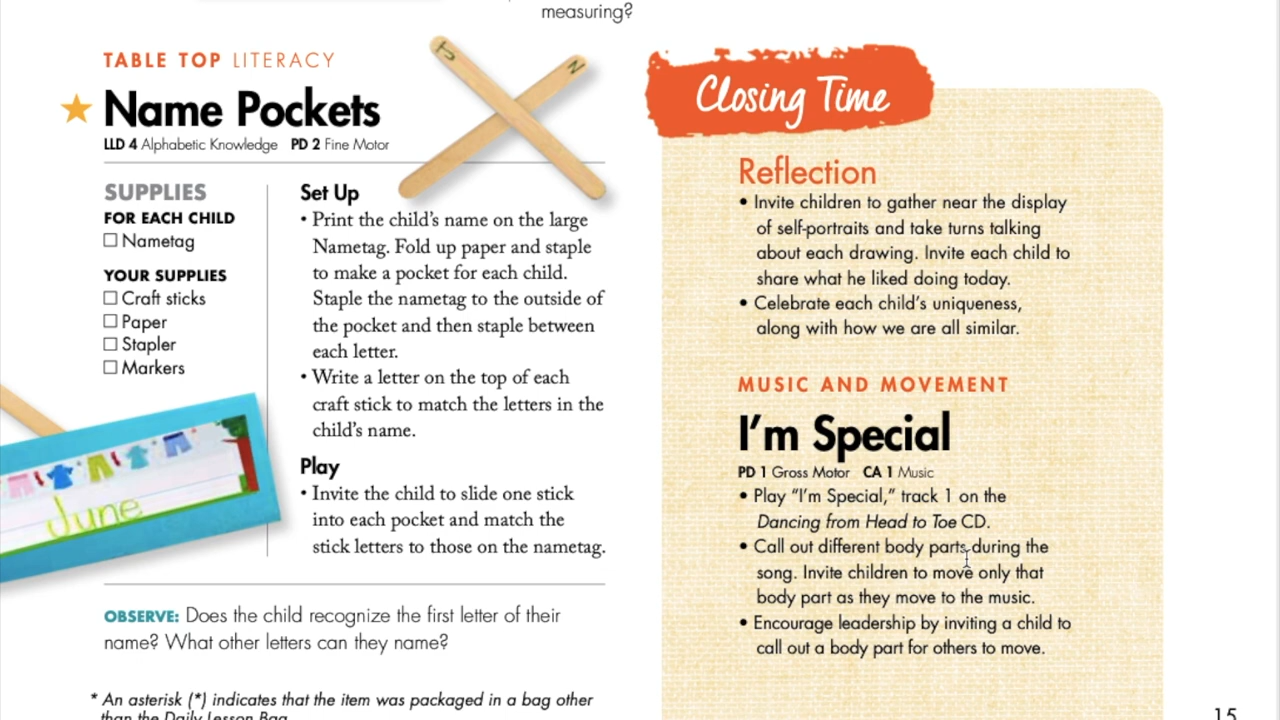 measuring?
TABLE TOP LITERACY
Name Pockets
LLD 4 Alphabetic Knowledge PD 2 Fine Motor
SUPPLIES
FOR EACH CHILD
Nametag
YOUR SUPPLIES
Craft sticks
Paper
Stapler
Markers
J
N
June
Set Up
• Print the child's name on the large
Nametag. Fold up paper and staple
to make a pocket for each child.
Staple the nametag to the outside of
the pocket and then staple between
each letter.
• Write a letter on the top of each
craft stick to match the letters in the
child's name.
Play
• Invite the child to slide one stick
into each pocket and match the
stick letters to those on the nametag.
OBSERVE: Does the child recognize the first letter of their
name? What other letters can they name?
* An asterisk (*) indicates that the item was packaged in a bag other
than the Daily Lesson Bag
Closing Time
Reflection
• Invite children to gather near the display
of self-portraits and take turns talking
about each drawing. Invite each child to
share what he liked doing today.
• Celebrate each child's uniqueness,
along with how we are all similar.
MUSIC AND MOVEMENT
I'm Special
PD 1 Gross Motor CA 1 Music
• Play "I'm Special," track 1 on the
Dancing from Head to Toe CD.
• Call out different body parts during the
song. Invite children to move only that
body part as they move to the music.
• Encourage leadership by inviting a child to
call out a body part for others to move.
15